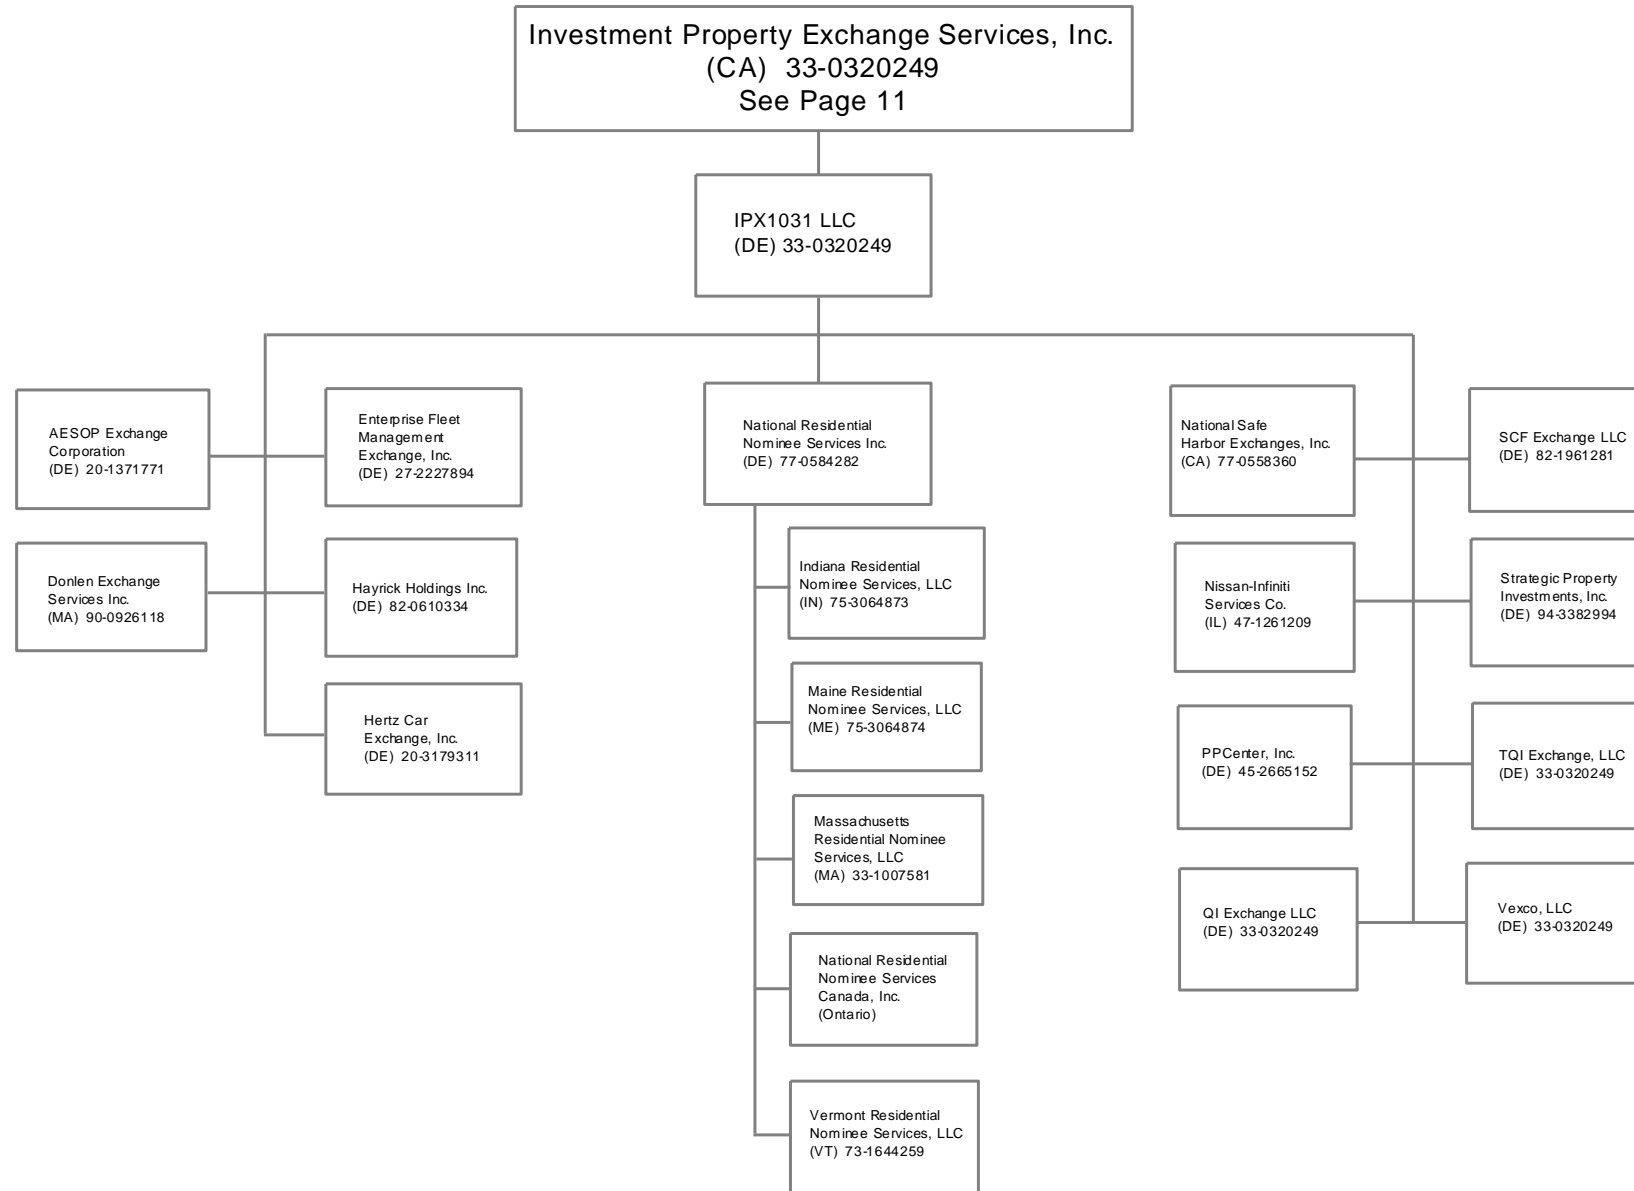 Investment Property Exchange Services, Inc.
(CA) 33-0320249
See Page 11
IPX1031 LLC
(DE) 33-0320249
AESOP Exchange
Corporation
(DE) 20-1371771
Enterprise Fleet
Management
Exchange, Inc.
(DE) 27-2227894
Donlen Exchange
Services Inc.
(MA) 90-0926118
Hayrick Holdings Inc.
(DE) 82-0610334
Hertz Car
Exchange, Inc.
(DE) 20-3179311
National Residential
Nominee Services Inc.
(DE) 77-0584282
Indiana Residential
Nominee Services, LLC
(IN) 75-3064873
Maine Residential
Nominee Services, LLC
(ME) 75-3064874
Massachusetts
Residential Nominee
Services, LLC
(MA) 33-1007581
National Residential
Nominee Services
Canada, Inc.
(Ontario)
Vermont Residential
Nominee Services, LLC
(VT) 73-1644259
National Safe
Harbor Exchanges, Inc.
(CA) 77-0558360
SCF Exchange LLC
(DE) 82-1961281
Nissan-Infiniti
Services Co.
(IL) 47-1261209
Strategic Property
Investments, Inc.
(DE) 94-3382994
PPCenter, Inc.
(DE) 45-2665152
TQI Exchange, LLC
(DE) 33-0320249
QI Exchange LLC
(DE) 33-0320249
Vexco, LLC
(DE) 33-0320249